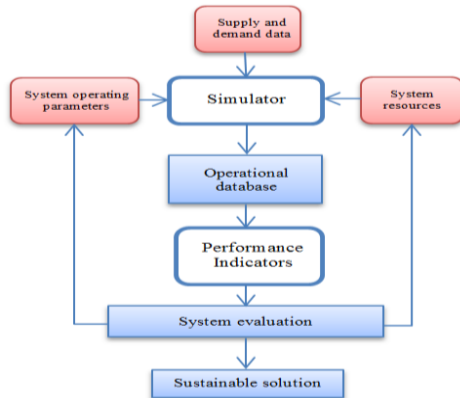 Supply and
demand data
System operating
parameters
Simulator
System
resources
Operational
database
Performance
Indicators
System evaluation
Sustainable solution